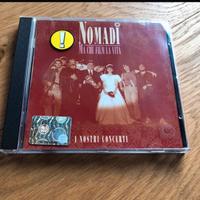 NOMADI
MA CHE FILM LA VITA
!
I NOSTRI CONCERTI